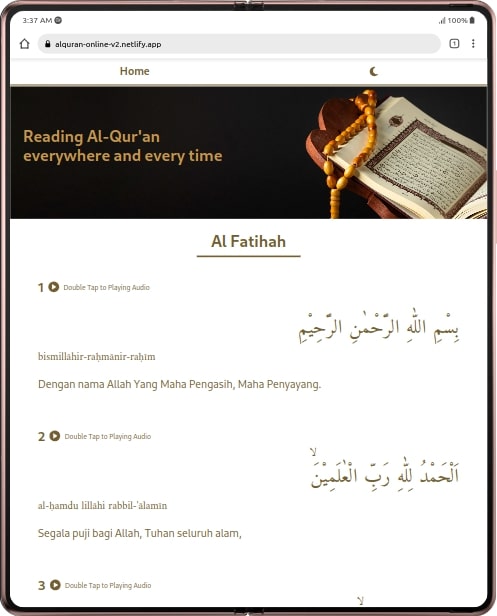 3:37 AM
100%
alquran-online-v2.netlify.app
1
Home
Reading Al-Qur'an
everywhere and every time
Al Fatihah
1 Double Tap to Playing Audio
بِسْمِ اللّٰهِ الرَّحْمٰنِ الرَّحِيْمِ
bismillāhir-raḥmānir-raḥīm
Dengan nama Allah Yang Maha Pengasih, Maha Penyayang.
2 Double Tap to Playing Audio
اَلْحَمْدُ لِلّٰهِ رَبِّ الْعٰلَمِيْنَۙ
al-ḥamdu lillāhi rabbil-'ālamīn
Segala puji bagi Allah, Tuhan seluruh alam,
3 Double Tap to Playing Audio